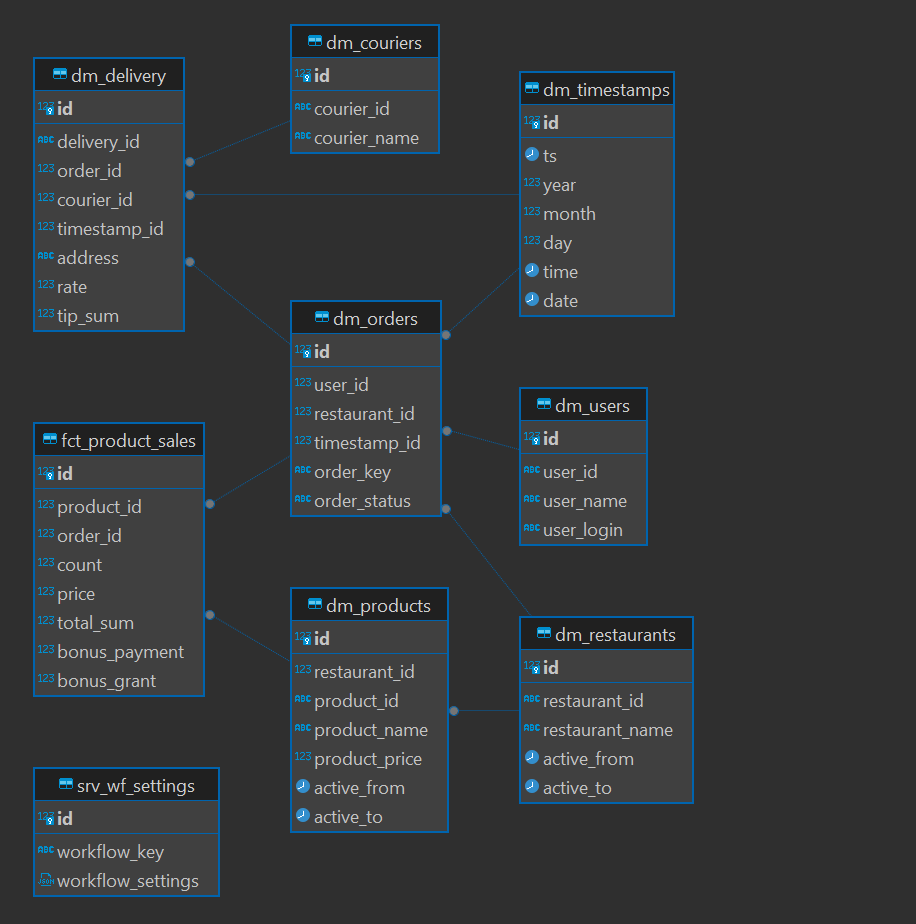 dm_delivery
123 id
ABC delivery_id
123 order_id
123 courier_id
123 timestamp_id
ABC address
123 rate
123 tip_sum
dm_couriers
123 id
ABC courier_id
ABC courier_name
dm_timestamps
123 id
ts
123 year
123 month
123 day
time
date
dm_orders
123 id
123 user_id
123 restaurant_id
123 timestamp_id
ABC order_key
ABC order_status
dm_users
123 id
ABC user_id
ABC user_name
ABC user_login
fct_product_sales
123 id
123 product_id
123 order_id
123 count
123 price
123 total_sum
123 bonus_payment
123 bonus_grant
dm_products
123 id
123 restaurant_id
ABC product_id
ABC product_name
123 product_price
active_from
active_to
dm_restaurants
123 id
ABC restaurant_id
ABC restaurant_name
active_from
active_to
srv_wf_settings
123 id
ABC workflow_key
JSON workflow_settings